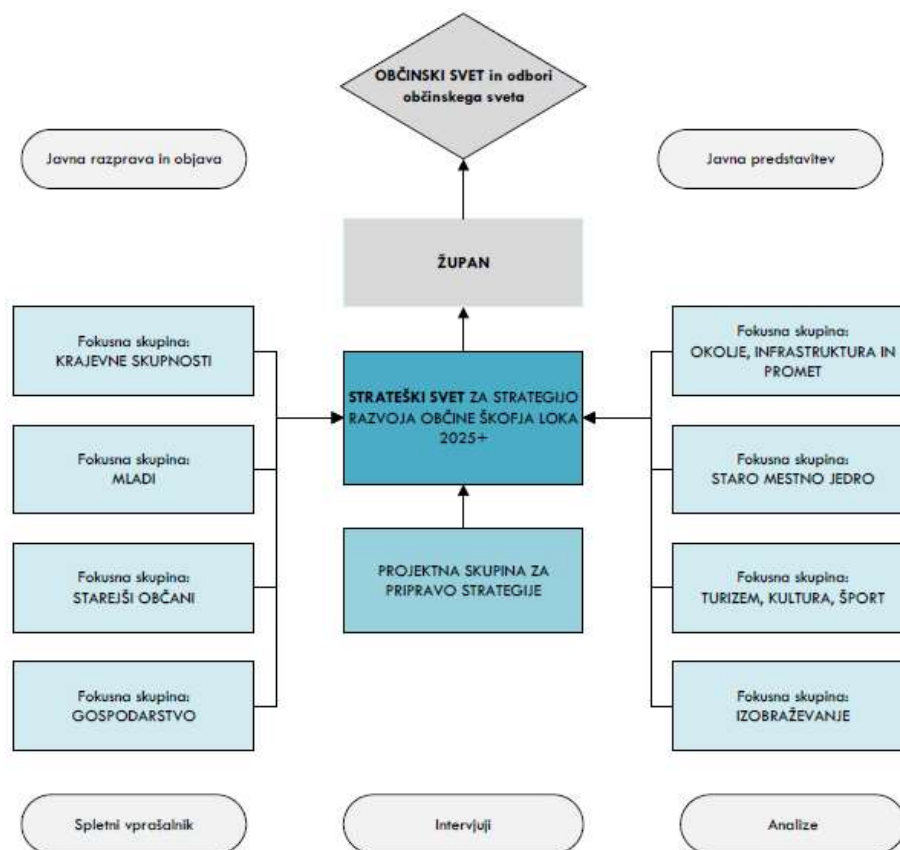 OBČINSKI SVET in odbori
občinskega sveta
Javna razprava in objava
Javna predstavitev
ŽUPAN
Fokusna skupina:
KRAJEVNE SKUPNOSTI
STRATEŠKI SVET ZA STRATEGIJO
RAZVOJA OBČINE ŠKOFJA LOKA
2025+
Fokusna skupina:
OKOLJE, INFRASTRUKTURA IN
PROMET
Fokusna skupina:
MLADI
Fokusna skupina:
STARO MESTNO JEDRO
Fokusna skupina:
STAREJŠI OBČANI
PROJEKTNA SKUPINA ZA
PRIPRAVO STRATEGIJE
Fokusna skupina:
TURIZEM, KULTURA, ŠPORT
Fokusna skupina:
GOSPODARSTVO
Fokusna skupina:
IZOBRAŽEVANJE
Spletni vprašalnik
Intervjuji
Analize